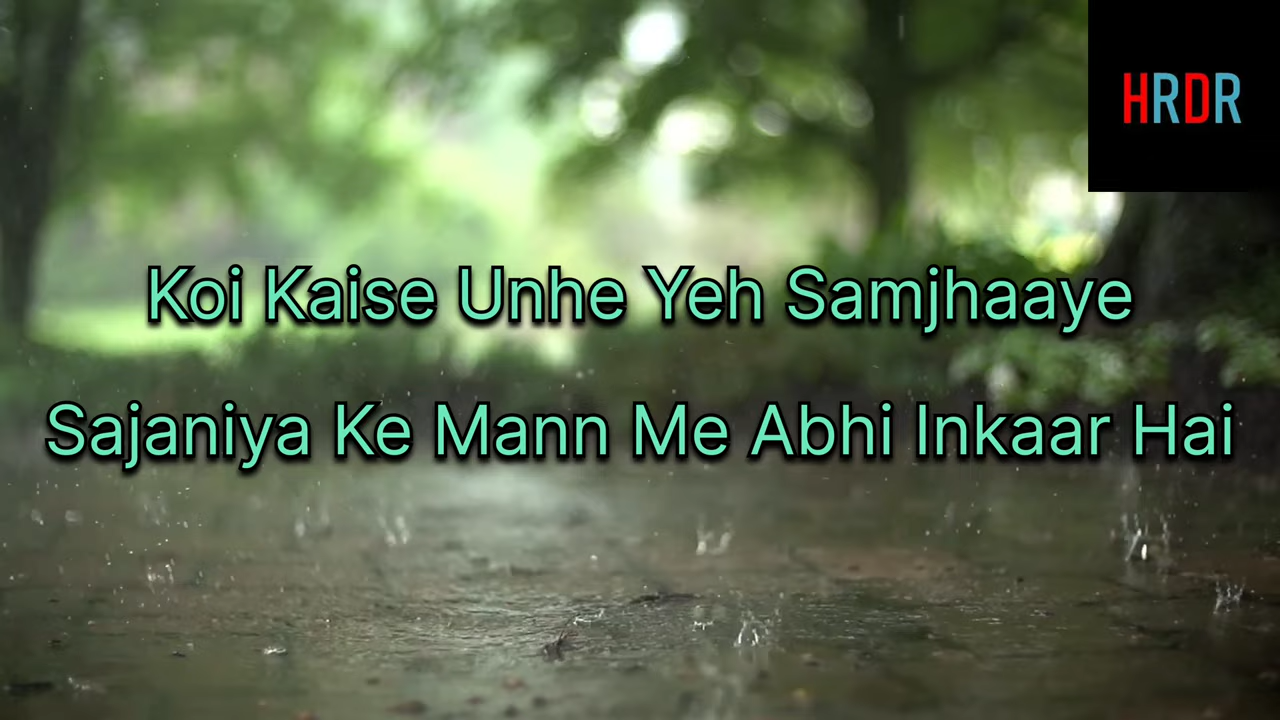 HRDR
Koi Kaise Unhe Yeh Samjhaaye
Sajaniya Ke Mann Me Abhi Inkaar Hai